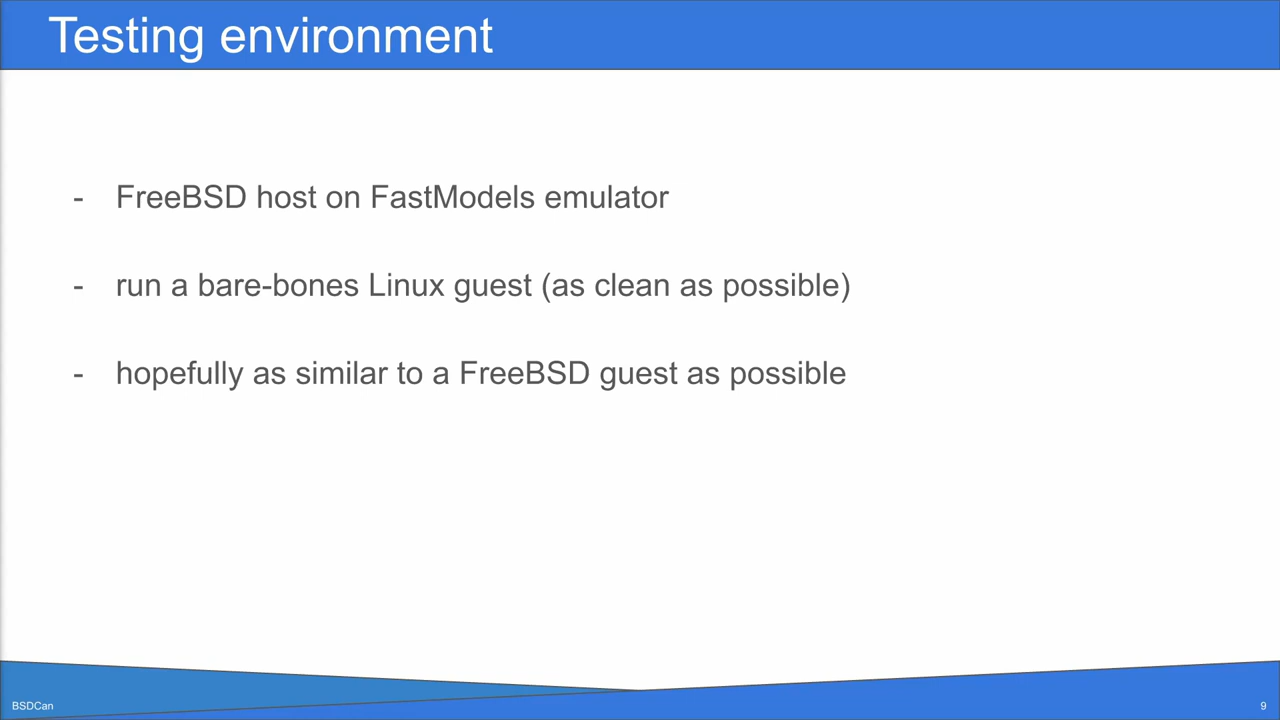 Testing environment
- FreeBSD host on FastModels emulator
- run a bare-bones Linux guest (as clean as possible)
- hopefully as similar to a FreeBSD guest as possible
BSDCan
9